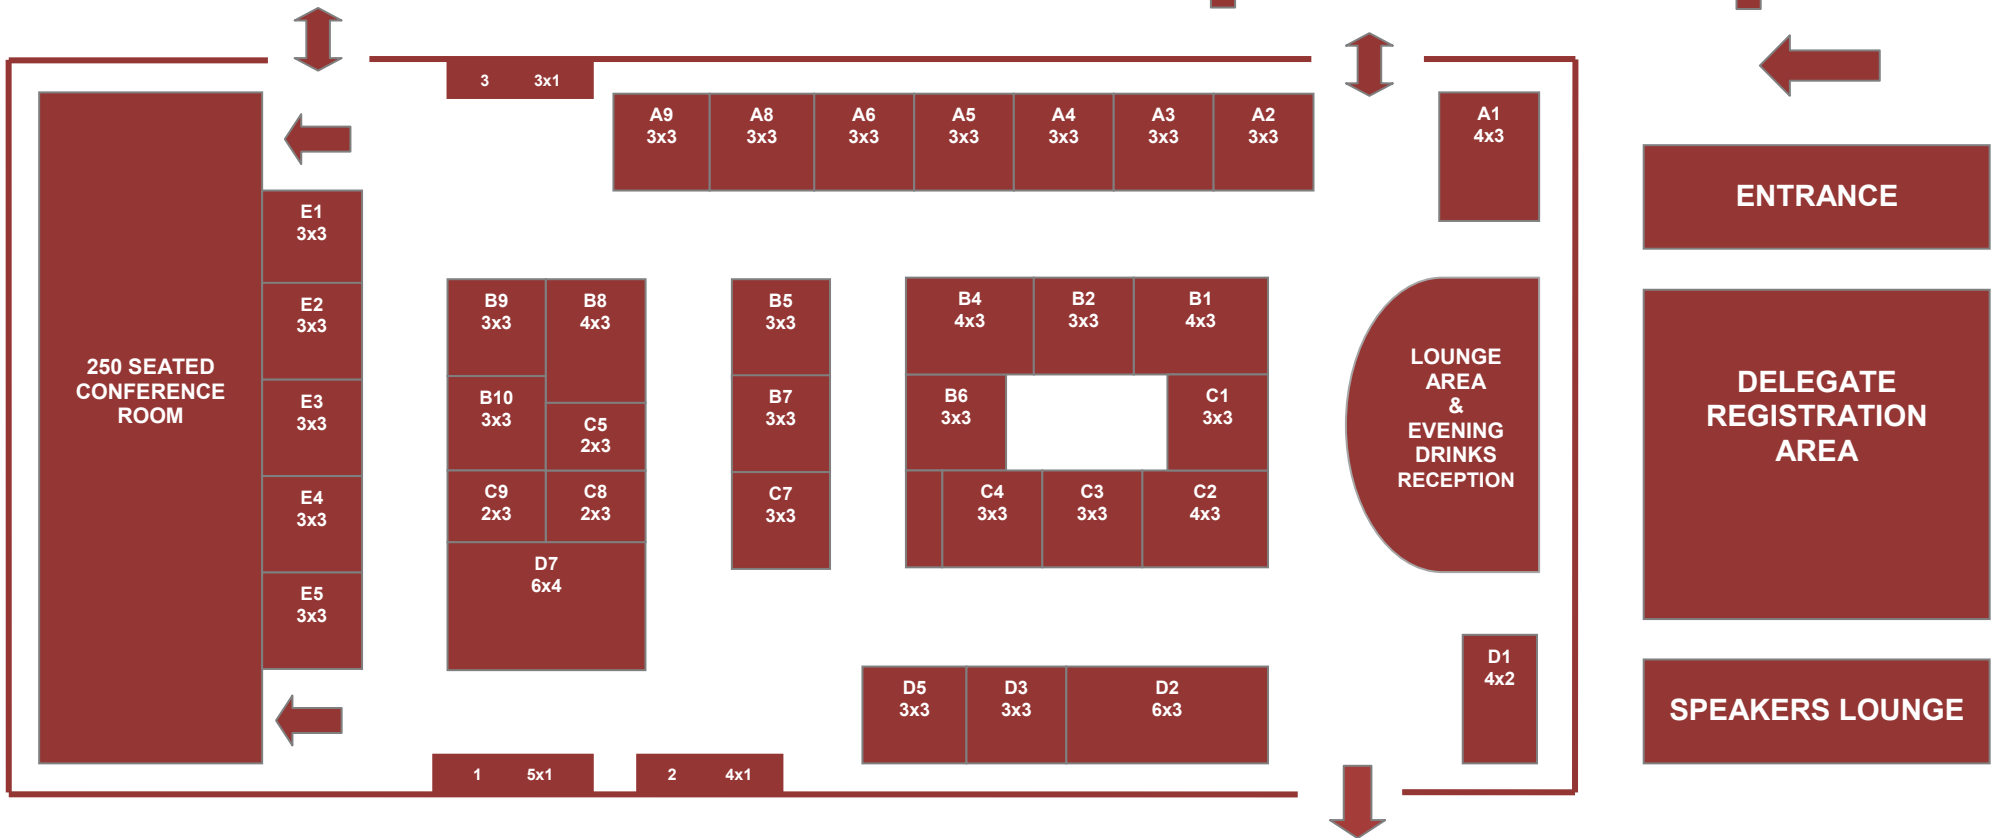 3 3x1
A9
3x3
A8
3x3
A6
3x3
A5
3x3
A4
3x3
A3
3x3
A2
3x3
A1
4x3
ENTRANCE
E1
3x3
E2
3x3
E3
3x3
E4
3x3
E5
3x3
250 SEATED
CONFERENCE
ROOM
B9
3x3
B8
4x3
B10
3x3
C5
2x3
C9
2x3
C8
2x3
D7
6x4
B5
3x3
B7
3x3
C7
3x3
B4
4x3
B2
3x3
B1
4x3
B6
3x3
C1
3x3
C4
3x3
C3
3x3
C2
4x3
LOUNGE
AREA
&
EVENING
DRINKS
RECEPTION
DELEGATE
REGISTRATION
AREA
D5
3x3
D3
3x3
D2
6x3
D1
4x2
SPEAKERS LOUNGE
1 5x1
2 4x1